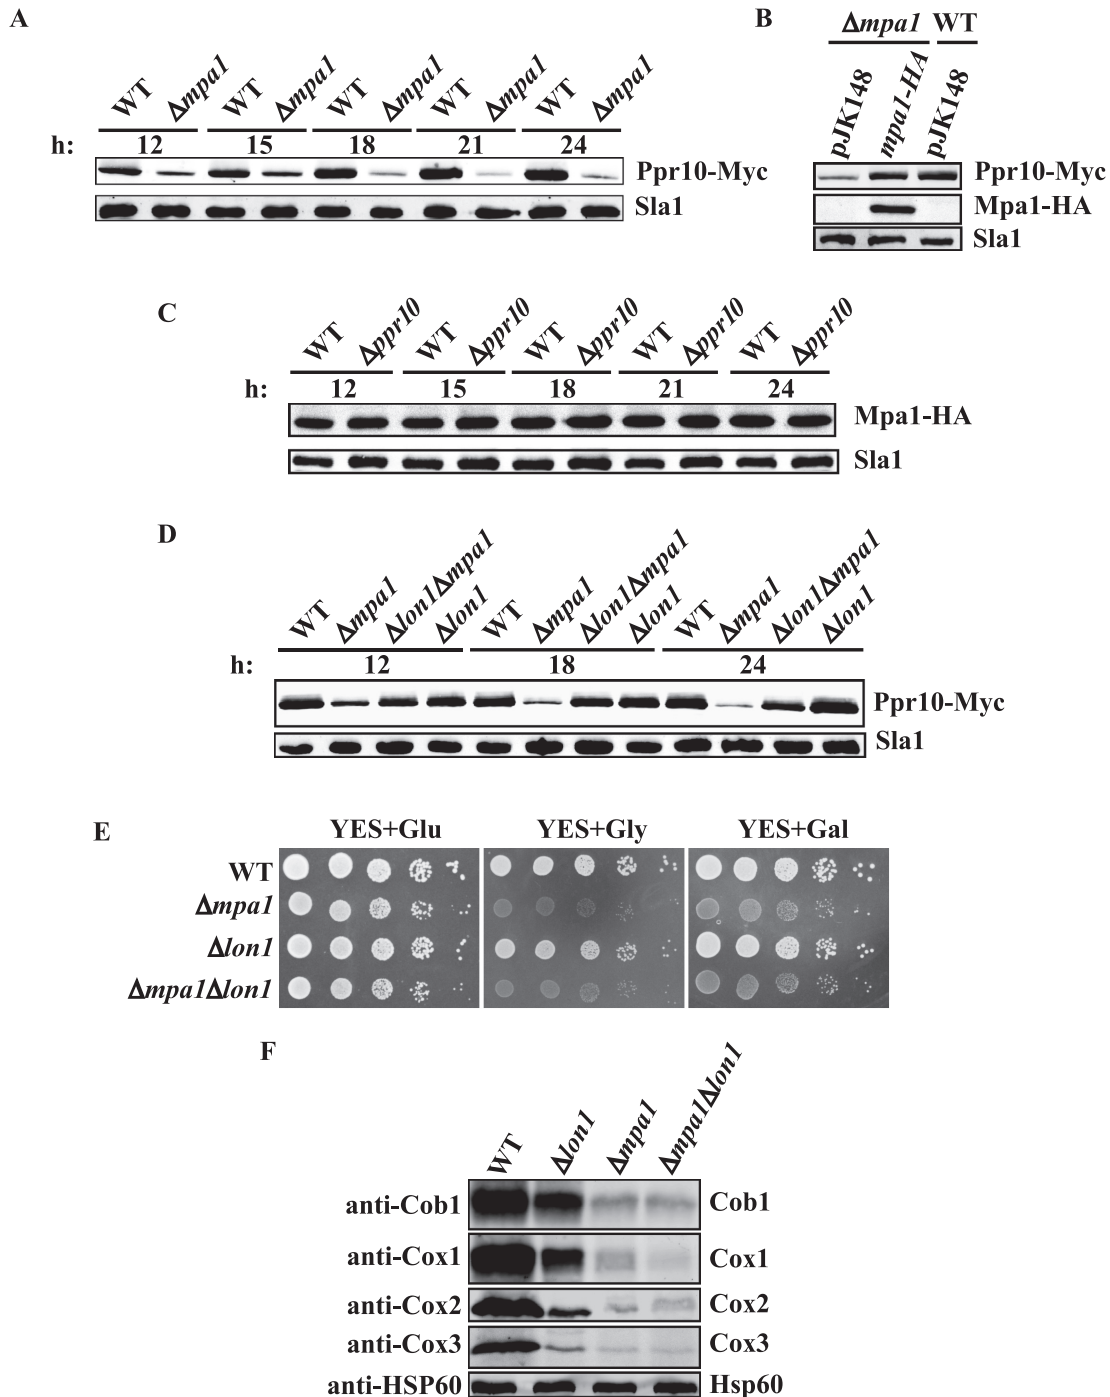 A
WT Δmpa1 WT Δmpa1 WT Δmpa1 WT Δmpa1 WT Δmpa1
h: 12 15 18 21 24
Ppr10-Myc
Sla1
B
Δmpa1 WT
pJK148 mpa1-HA pJK148
Ppr10-Myc
Mpa1-HA
Sla1
C
WT Δppr10 WT Δppr10 WT Δppr10 WT Δppr10 WT Δppr10
h: 12 15 18 21 24
Mpa1-HA
Sla1
D
WT Δmpa1 Δlon1Δmpa1 Δlon1 WT Δmpa1 Δlon1Δmpa1 Δlon1 WT Δmpa1 Δlon1Δmpa1 Δlon1
h: 12 18 24
Ppr10-Myc
Sla1
E
YES+Glu YES+Gly YES+Gal
WT
Δmpa1
Δlon1
Δmpa1Δlon1
F
WT Δlon1 Δmpa1 Δmpa1Δlon1
anti-Cob1 Cob1
anti-Cox1 Cox1
anti-Cox2 Cox2
anti-Cox3 Cox3
anti-HSP60 Hsp60